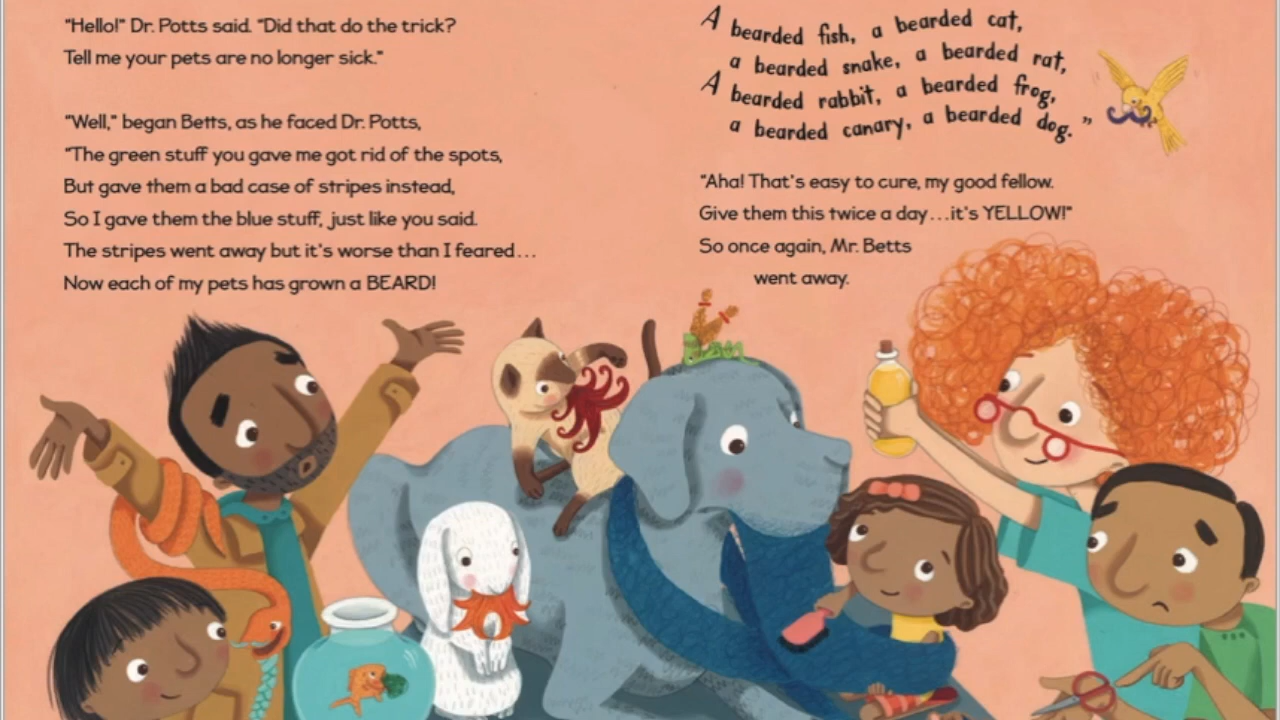 “Hello!” Dr. Potts said. “Did that do the trick?
Tell me your pets are no longer sick.”
“Well,” began Betts, as he faced Dr. Potts,
“The green stuff you gave me got rid of the spots,
But gave them a bad case of stripes instead,
So I gave them the blue stuff, just like you said.
The stripes went away but it’s worse than I feared...
Now each of my pets has grown a BEARD!
A bearded fish, a bearded cat,
a bearded snake, a bearded rat,
A bearded rabbit, a bearded frog,
a bearded canary, a bearded dog.”
“Aha! That’s easy to cure, my good fellow.
Give them this twice a day...it’s YELLOW!”
So once again, Mr. Betts
went away.